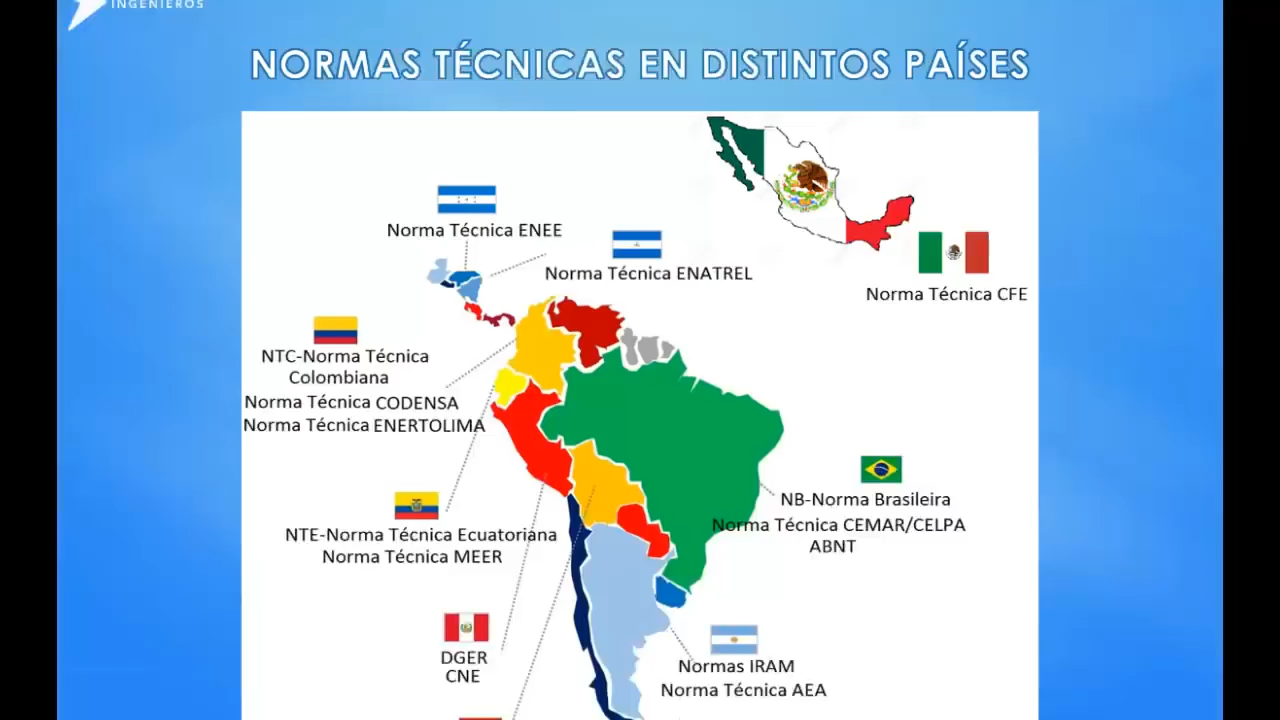 INGENIEROS
NORMAS TÉCNICAS EN DISTINTOS PAÍSES
Norma Técnica ENEE
Norma Técnica ENATREL
Norma Técnica CFE
NTC-Norma Técnica
Colombiana
Norma Técnica CODENSA
Norma Técnica ENERTOLIMA
NB-Norma Brasileira
Norma Técnica CEMAR/CELPA
ABNT
NTE-Norma Técnica Ecuatoriana
Norma Técnica MEER
DGER
CNE
Normas IRAM
Norma Técnica AEA